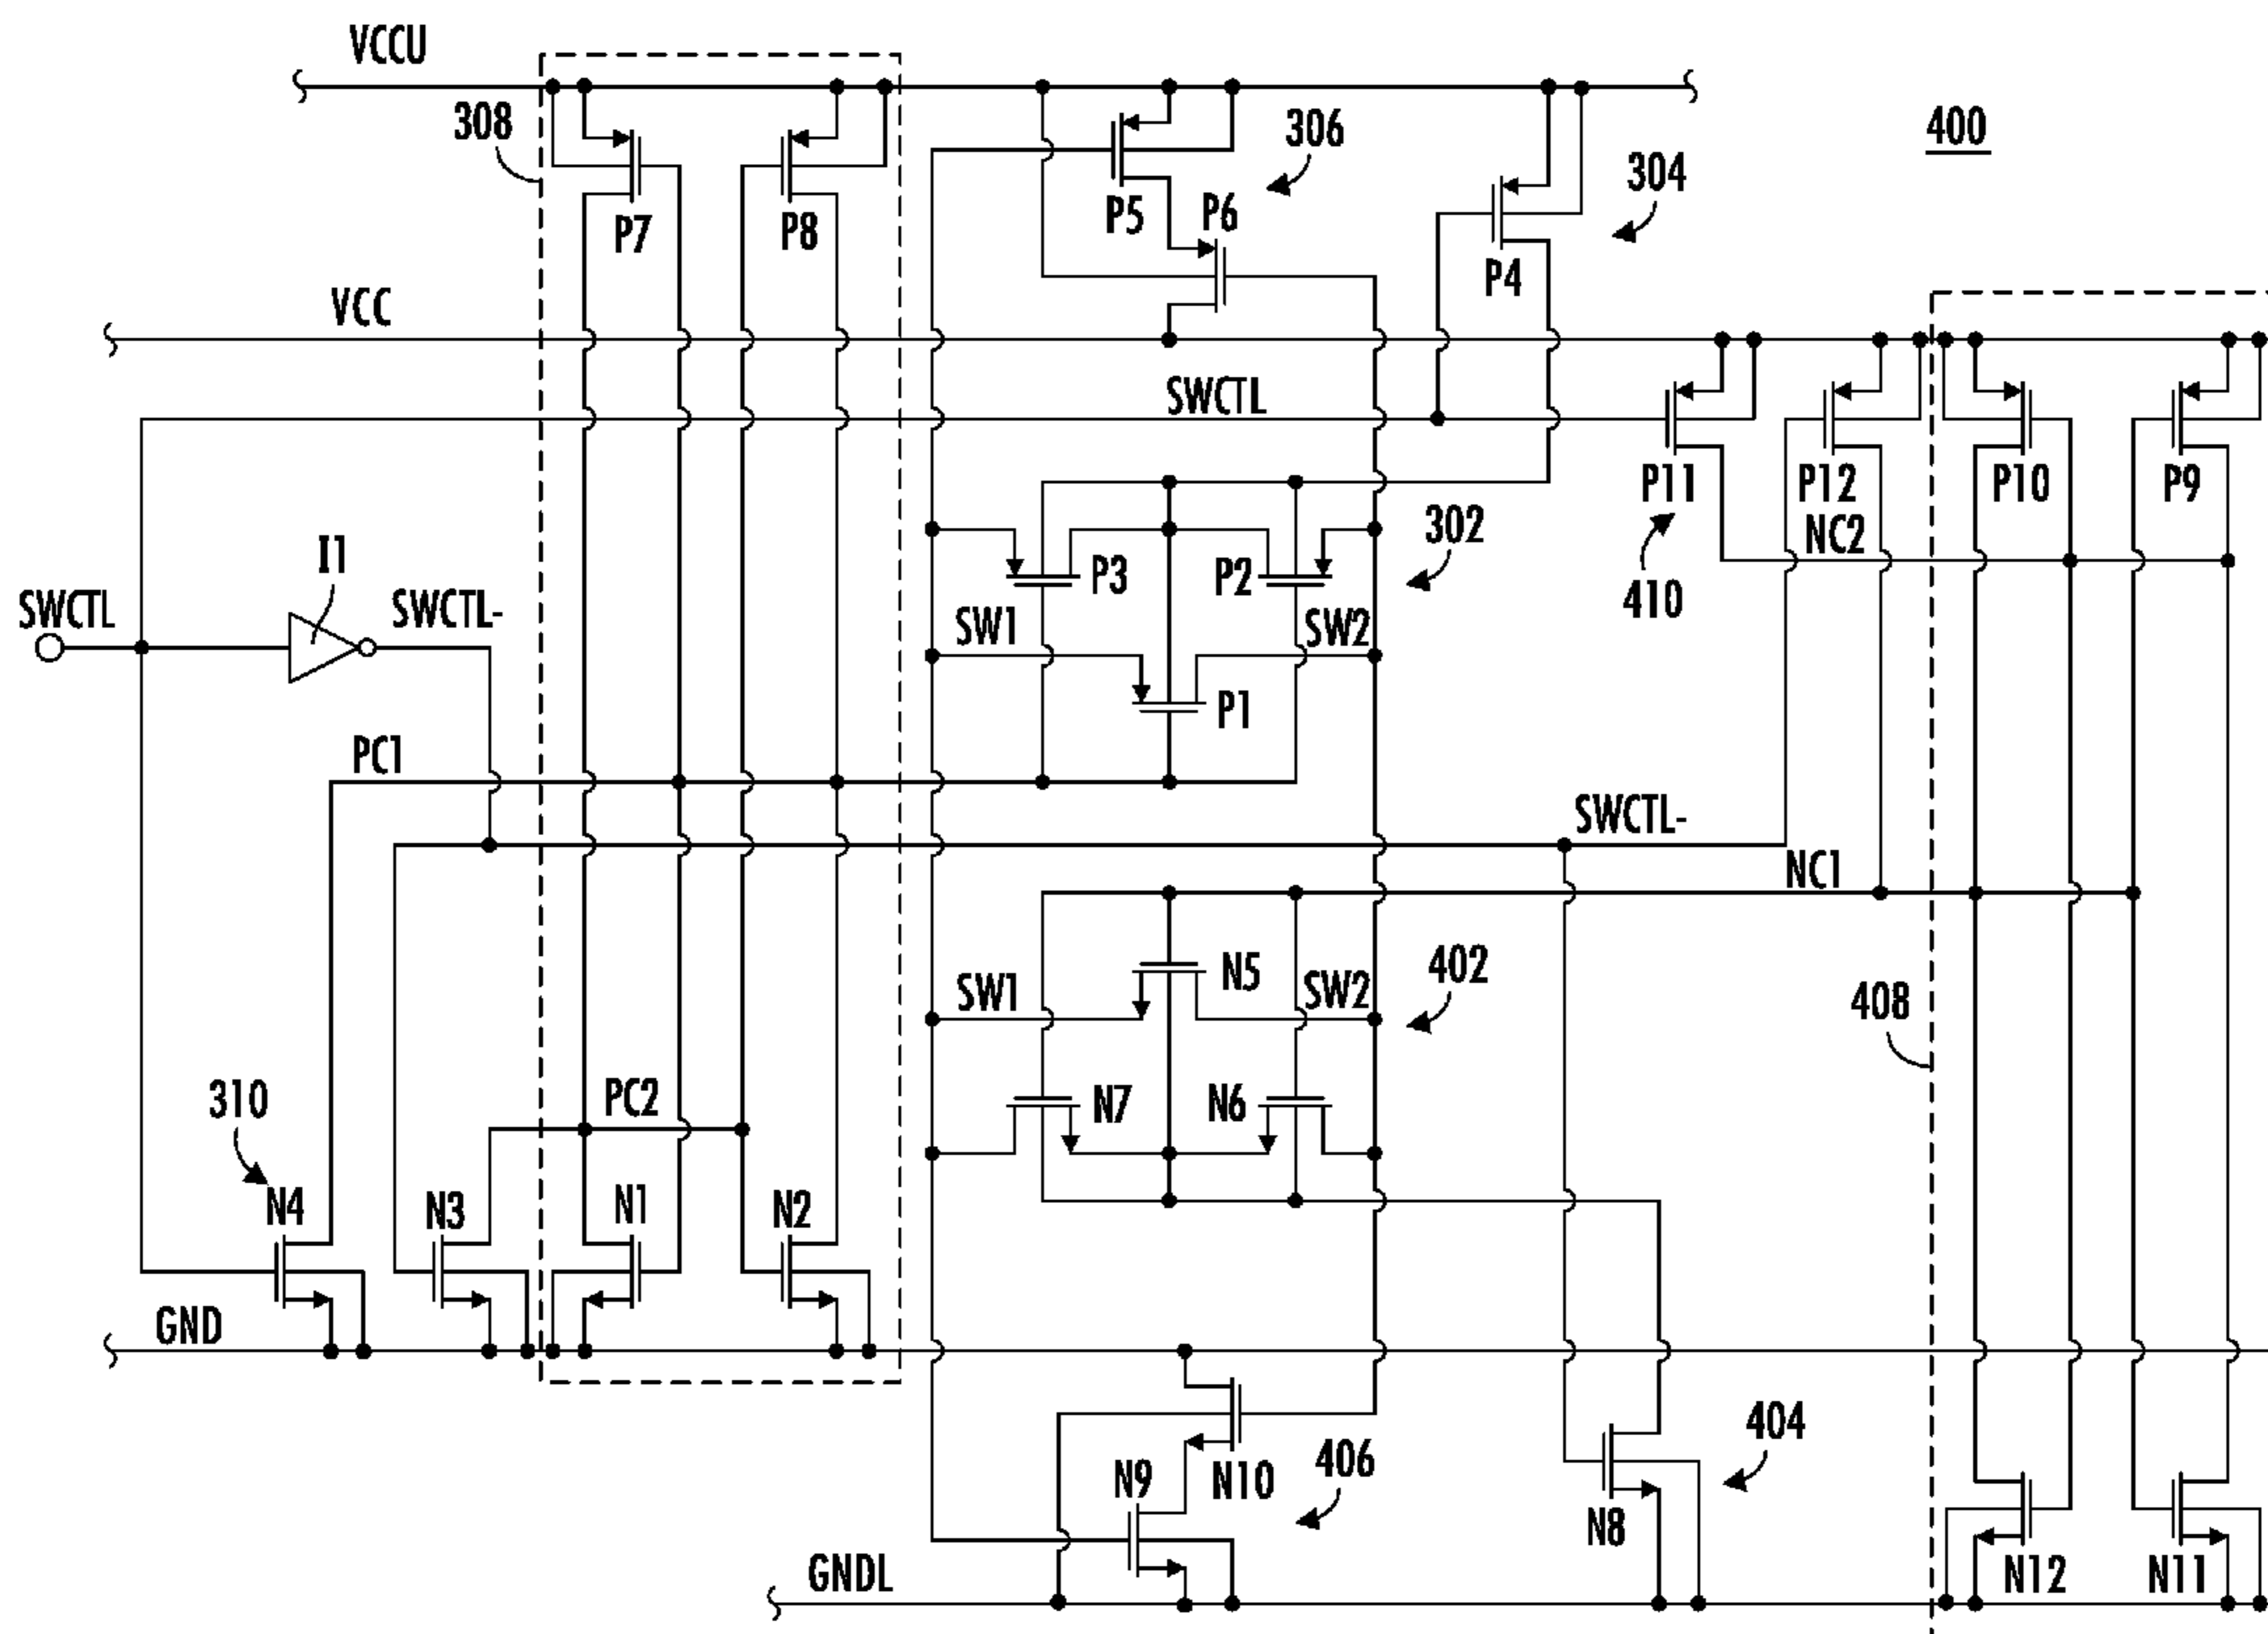 VCCU
308
306
400
304
P7
P8
P5
P6
P4
VCC
SWCTL
P11
P12
P10
P9
302
NC2
I1
P3
P2
410
SWCTL
SWCTL-
SW1
SW2
P1
PC1
SWCTL-
NC1
N5
402
SW1
SW2
408
310
PC2
N7
N6
N4
N3
N1
N2
GND
404
406
N9
N10
N8
GNDL
N12
N11